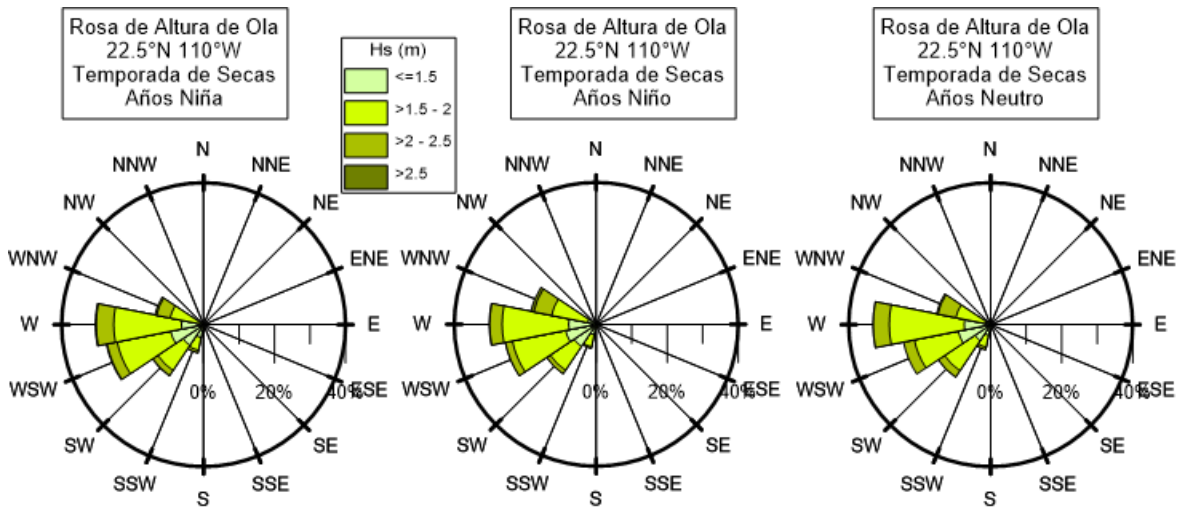 Rosa de Altura de Ola
22.5°N 110°W
Temporada de Secas
Años Niña
Hs (m)
<=1.5
>1.5 - 2
>2 - 2.5
>2.5
Rosa de Altura de Ola
22.5°N 110°W
Temporada de Secas
Años Niño
Rosa de Altura de Ola
22.5°N 110°W
Temporada de Secas
Años Neutro
N
NNE
NE
ENE
E
ESE
SE
SSE
S
SSW
SW
WSW
W
WNW
NW
NNW
0%
20%
40%
N
NNE
NE
ENE
E
ESE
SE
SSE
S
SSW
SW
WSW
W
WNW
NW
NNW
0%
20%
40%
N
NNE
NE
ENE
E
ESE
SE
SSE
S
SSW
SW
WSW
W
WNW
NW
NNW
0%
20%
40%